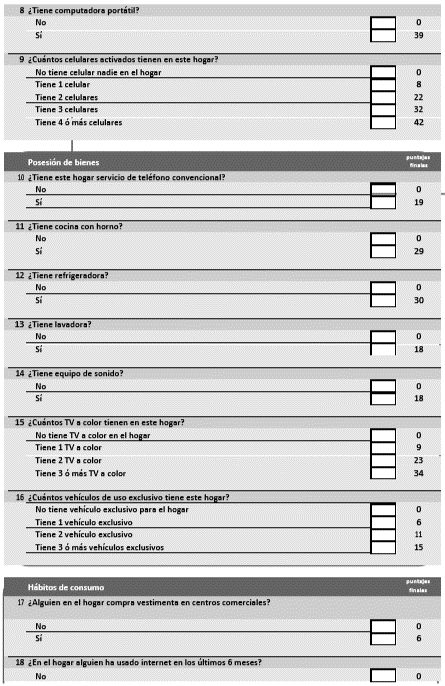 8 ¿Tiene computadora portátil?
No 0
Sí 39
9 ¿Cuántos celulares activados tienen en este hogar?
No tiene celular nadie en el hogar 0
Tiene 1 celular 8
Tiene 2 celulares 22
Tiene 3 celulares 32
Tiene 4 ó más celulares 42
Posesión de bienes puntajes finales
10 ¿Tiene este hogar servicio de teléfono convencional?
No 0
Sí 19
11 ¿Tiene cocina con horno?
No 0
Sí 29
12 ¿Tiene refrigeradora?
No 0
Sí 30
13 ¿Tiene lavadora?
No 0
Sí 18
14 ¿Tiene equipo de sonido?
No 0
Sí 18
15 ¿Cuántos TV a color tienen en este hogar?
No tiene TV a color en el hogar 0
Tiene 1 TV a color 9
Tiene 2 TV a color 23
Tiene 3 ó más TV a color 34
16 ¿Cuántos vehículos de uso exclusivo tiene este hogar?
No tiene vehículo exclusivo para el hogar 0
Tiene 1 vehículo exclusivo 6
Tiene 2 vehículo exclusivo 11
Tiene 3 ó más vehículos exclusivos 15
Hábitos de consumo puntajes finales
17 ¿Alguien en el hogar compra vestimenta en centros comerciales?
No 0
Sí 6
18 ¿En el hogar alguien ha usado internet en los últimos 6 meses?
No 0